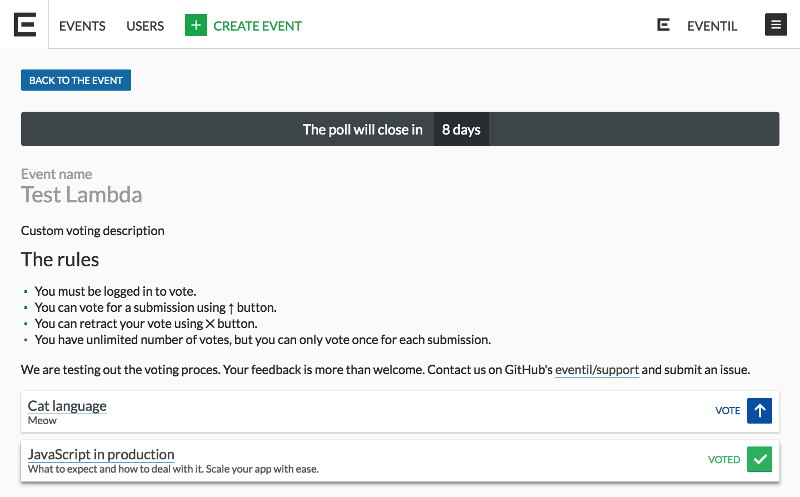 EVENTS USERS + CREATE EVENT EVENTIL
BACK TO THE EVENT
The poll will close in 8 days
Event name
Test Lambda
Custom voting description
The rules
• You must be logged in to vote.
• You can vote for a submission using ↑ button.
• You can retract your vote using ✕ button.
• You have unlimited number of votes, but you can only vote once for each submission.
We are testing out the voting proces. Your feedback is more than welcome. Contact us on GitHub's eventil/support and submit an issue.
Cat language
Meow
VOTE
JavaScript in production
What to expect and how to deal with it. Scale your app with ease.
VOTED